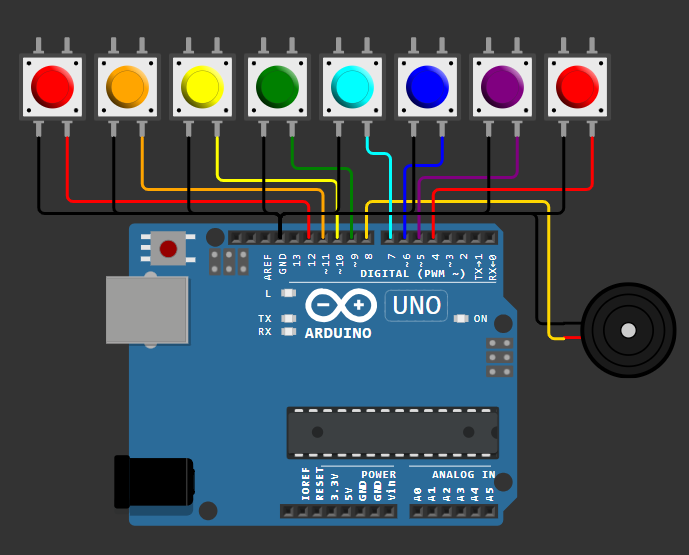 AREF
GND
13
12
~11
~10
~9
8
7
~6
~5
4
~3
2
TX→1
RX←0
DIGITAL (PWM ~)
L
TX
RX
UNO
ARDUINO
ON
POWER
ANALOG IN
IOREF
RESET
3.3V
5V
GND
GND
Vin
A0
A1
A2
A3
A4
A5